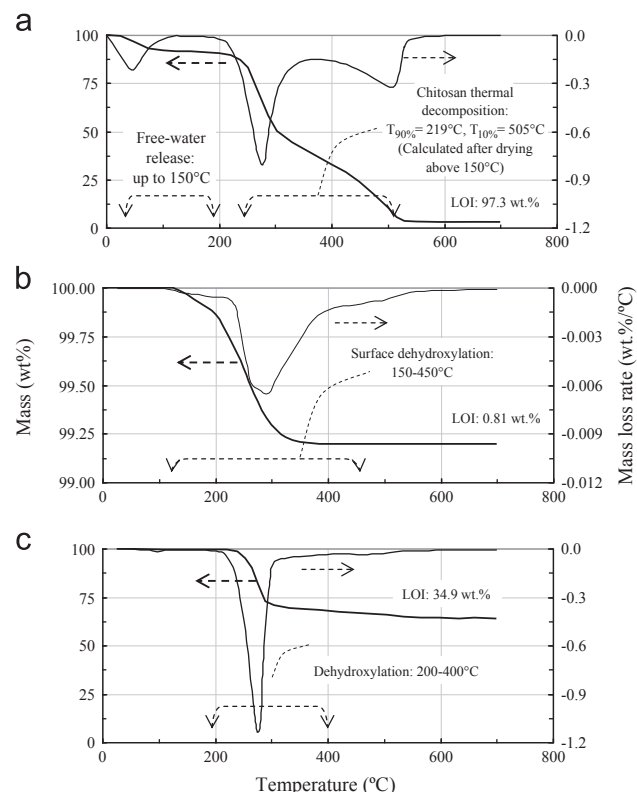 a
100
75
50
25
0
0.0
-0.3
-0.6
-0.9
-1.2
Chitosan thermal
decomposition:
T90%= 219°C, T10%= 505°C
(Calculated after drying
above 150°C)
Free-water
release:
up to 150°C
LOI: 97.3 wt.%
0 200 400 600 800
b
100.00
99.75
99.50
99.25
99.00
0.000
-0.003
-0.006
-0.009
-0.012
Surface dehydroxylation:
150-450°C
LOI: 0.81 wt.%
0 200 400 600 800
Mass (wt%)
Mass loss rate (wt.%/ºC)
c
100
75
50
25
0
0.0
-0.3
-0.6
-0.9
-1.2
LOI: 34.9 wt.%
Dehydroxylation: 200-400°C
0 200 400 600 800
Temperature (ºC)